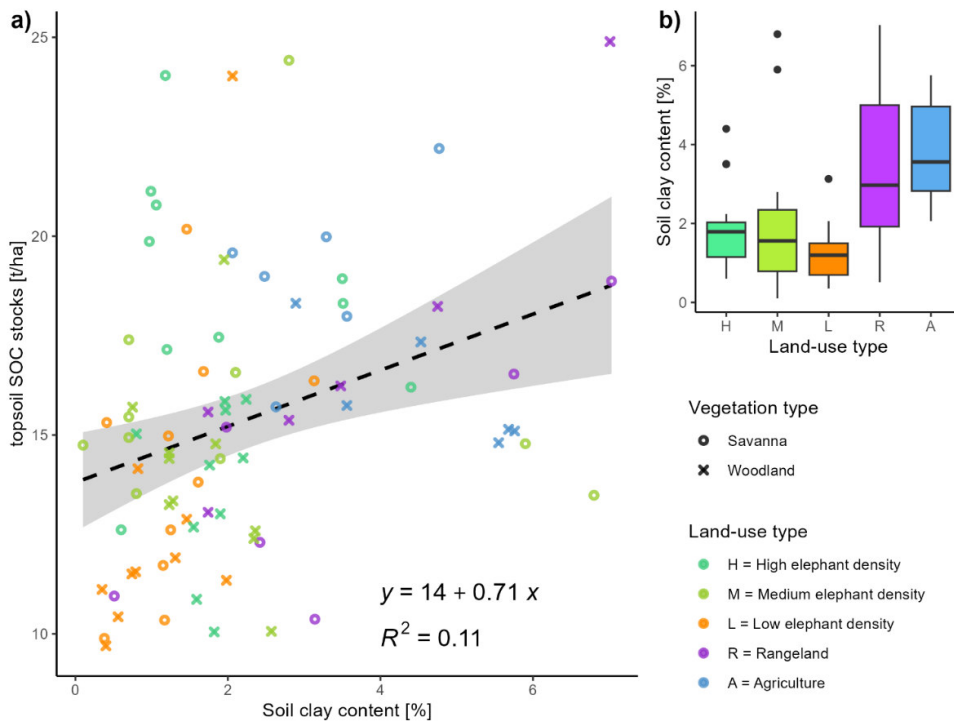 a)
25
20
15
10
topsoil SOC stocks [t/ha]
y = 14 + 0.71 x
R² = 0.11
0 2 4 6
Soil clay content [%]
b)
6
4
2
0
Soil clay content [%]
H M L R A
Land-use type
Vegetation type
Savanna
Woodland
Land-use type
H = High elephant density
M = Medium elephant density
L = Low elephant density
R = Rangeland
A = Agriculture